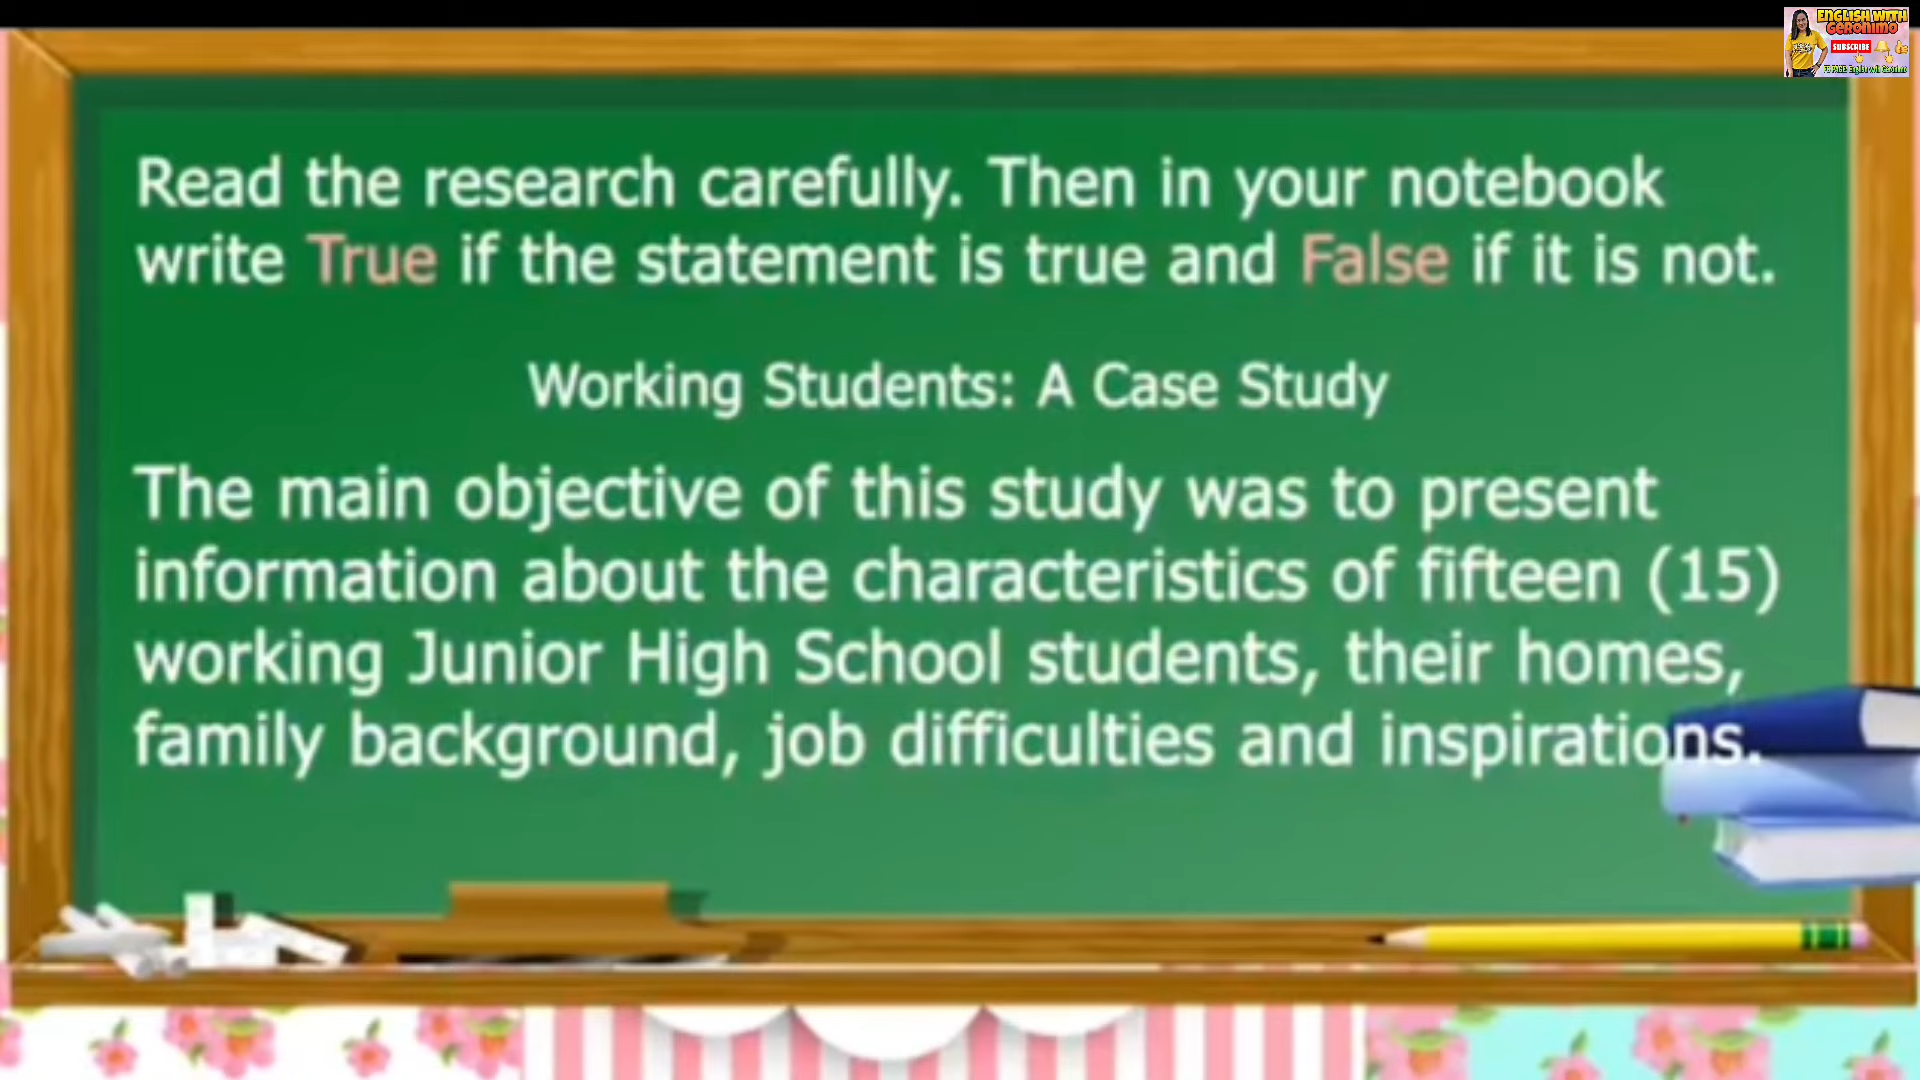 ENGLISH WITH
GERONIMO
SUBSCRIBE
Read the research carefully. Then in your notebook
write True if the statement is true and False if it is not.
Working Students: A Case Study
The main objective of this study was to present
information about the characteristics of fifteen (15)
working Junior High School students, their homes,
family background, job difficulties and inspirations.